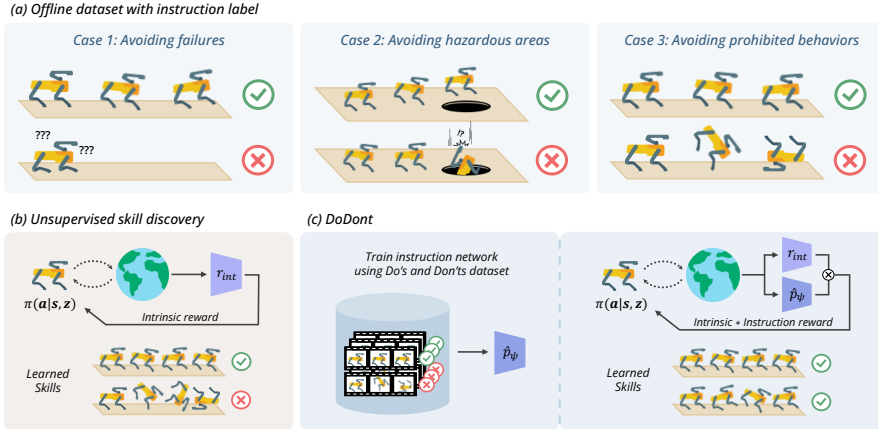 (a) Offline dataset with instruction label
Case 1: Avoiding failures
Case 2: Avoiding hazardous areas
Case 3: Avoiding prohibited behaviors
???
???
!?
(b) Unsupervised skill discovery
(c) DoDont
r_int
π(a|s, z)
Intrinsic reward
Learned
Skills
Train instruction network
using Do's and Don'ts dataset
p̂_ψ
r_int
p̂_ψ
π(a|s, z)
Intrinsic * Instruction reward
Learned
Skills